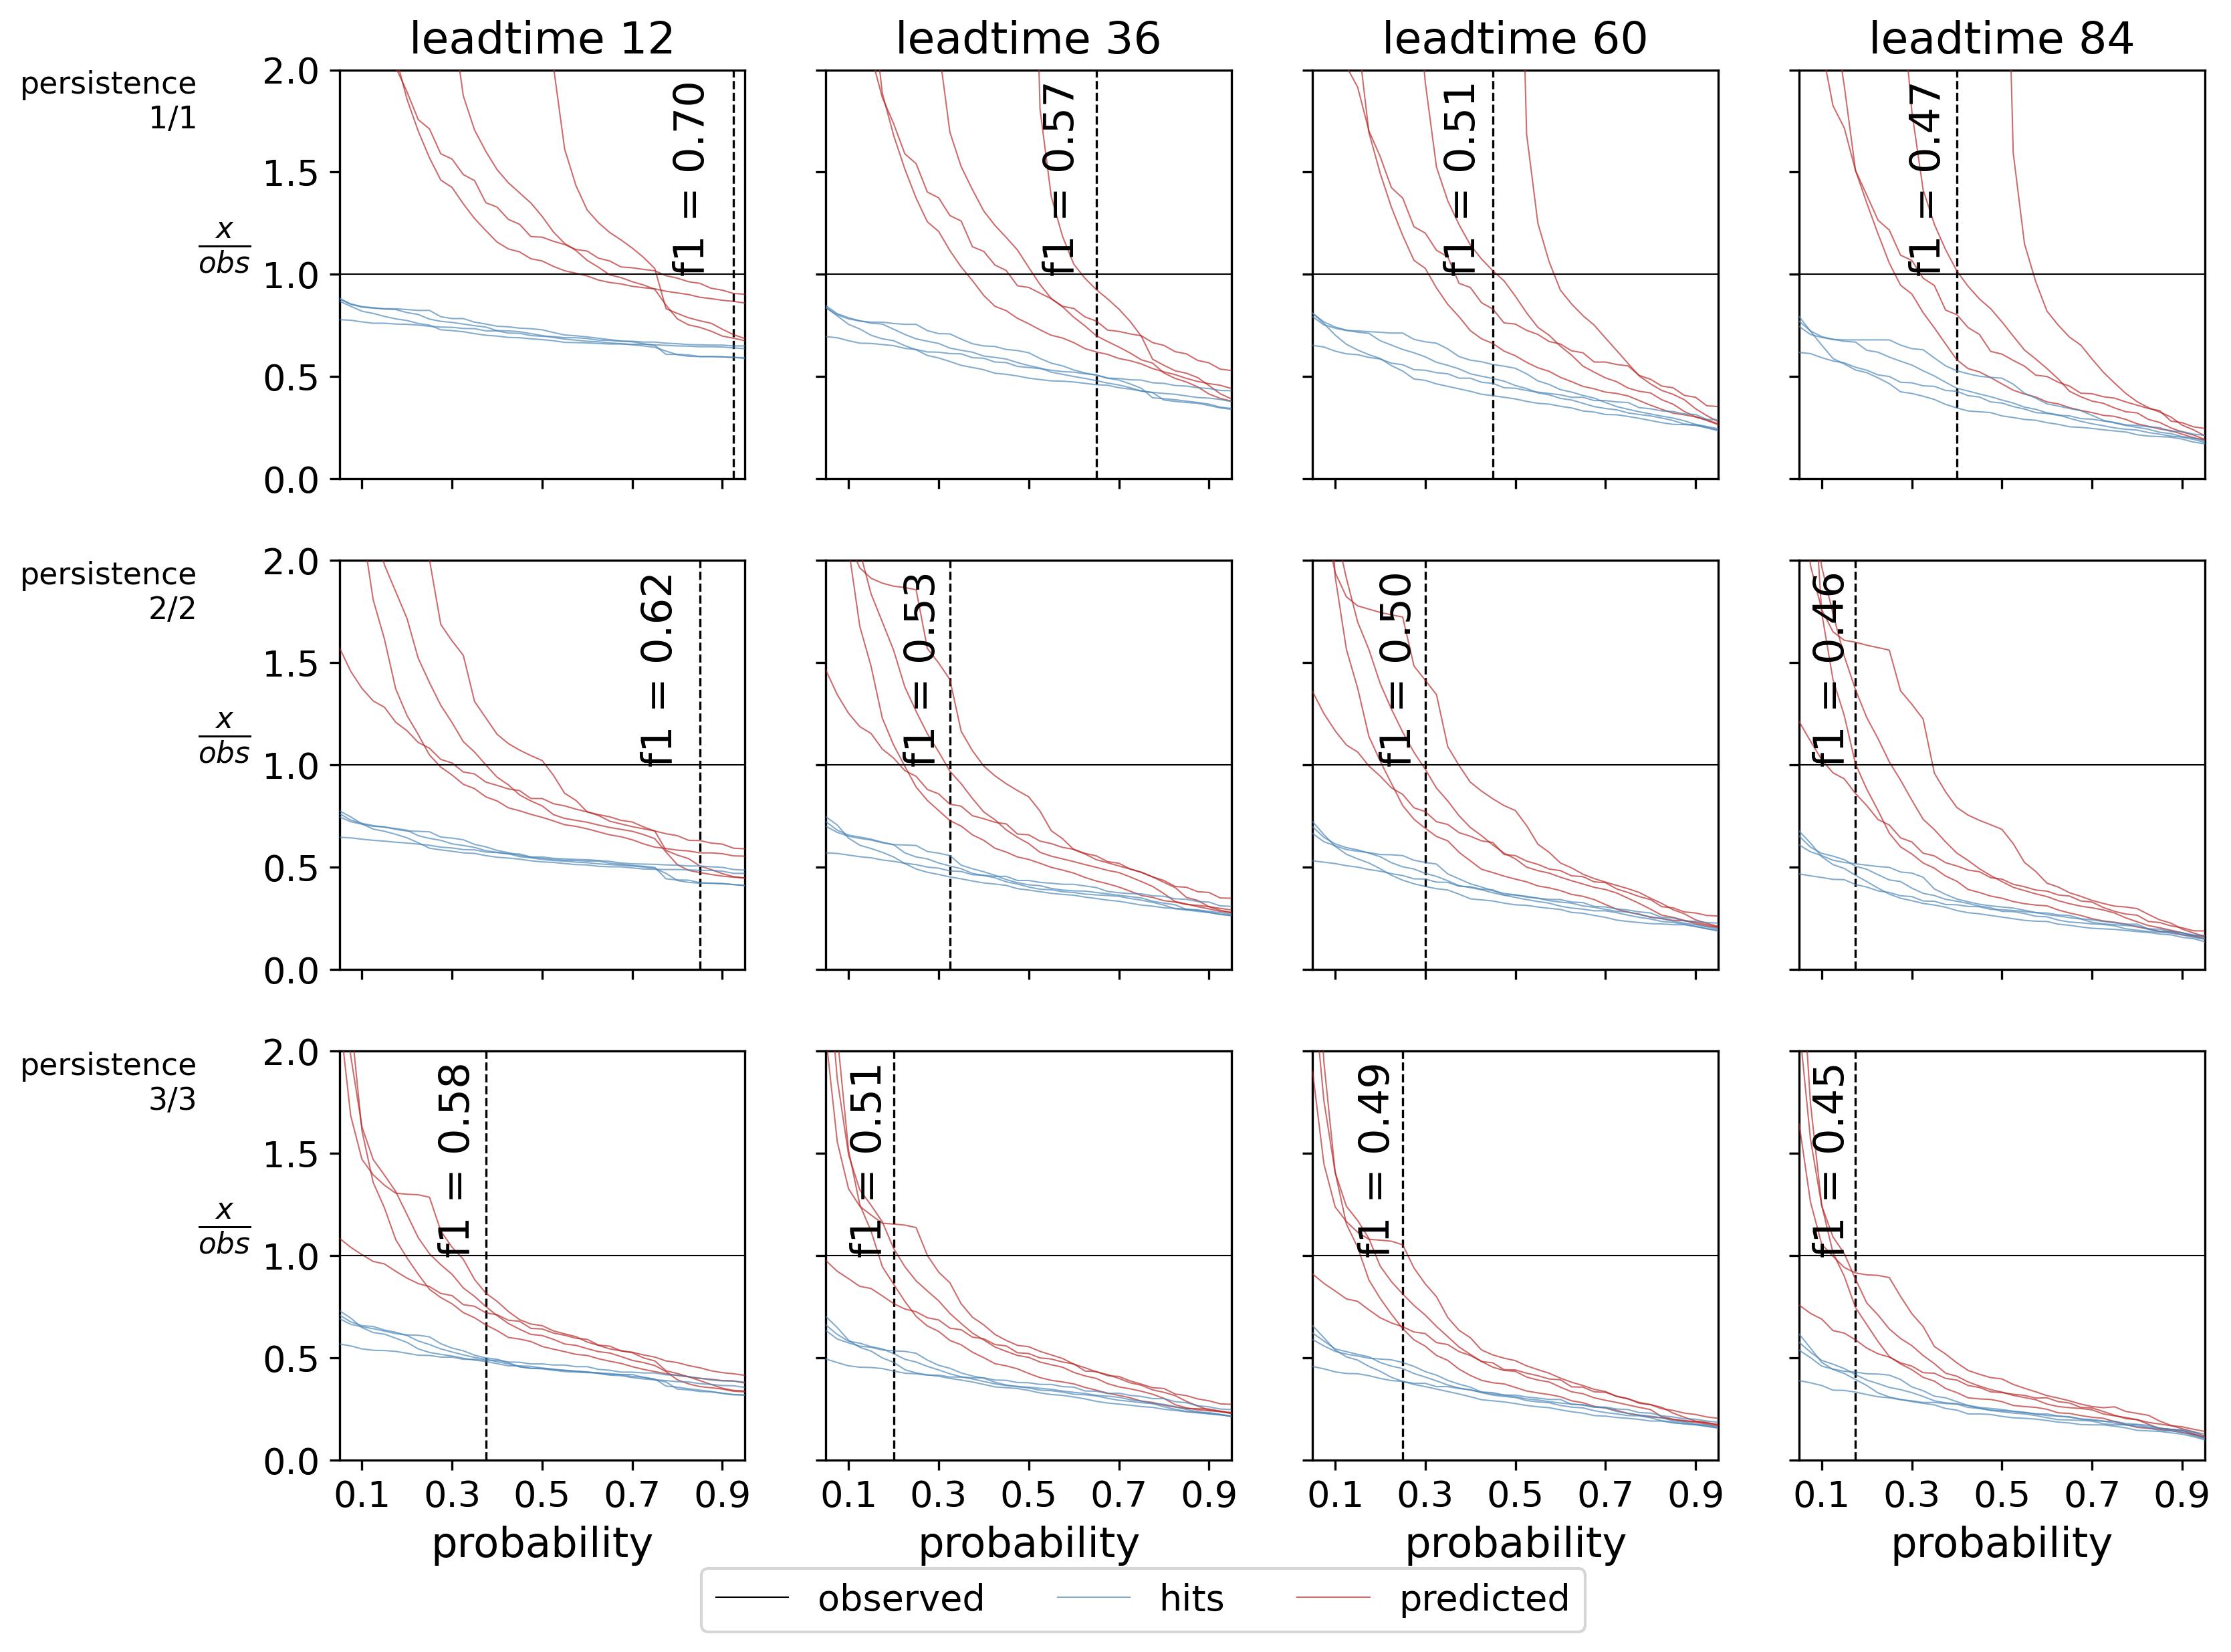 leadtime 12
leadtime 36
leadtime 60
leadtime 84
persistence
1/1
x
obs
2.0
1.5
1.0
0.5
0.0
f1 = 0.70
f1 = 0.57
f1 = 0.51
f1 = 0.47
persistence
2/2
x
obs
2.0
1.5
1.0
0.5
0.0
f1 = 0.62
f1 = 0.53
f1 = 0.50
f1 = 0.46
persistence
3/3
x
obs
2.0
1.5
1.0
0.5
0.0
f1 = 0.58
f1 = 0.51
f1 = 0.49
f1 = 0.45
0.1 0.3 0.5 0.7 0.9
0.1 0.3 0.5 0.7 0.9
0.1 0.3 0.5 0.7 0.9
0.1 0.3 0.5 0.7 0.9
probability
probability
probability
probability
observed
hits
predicted